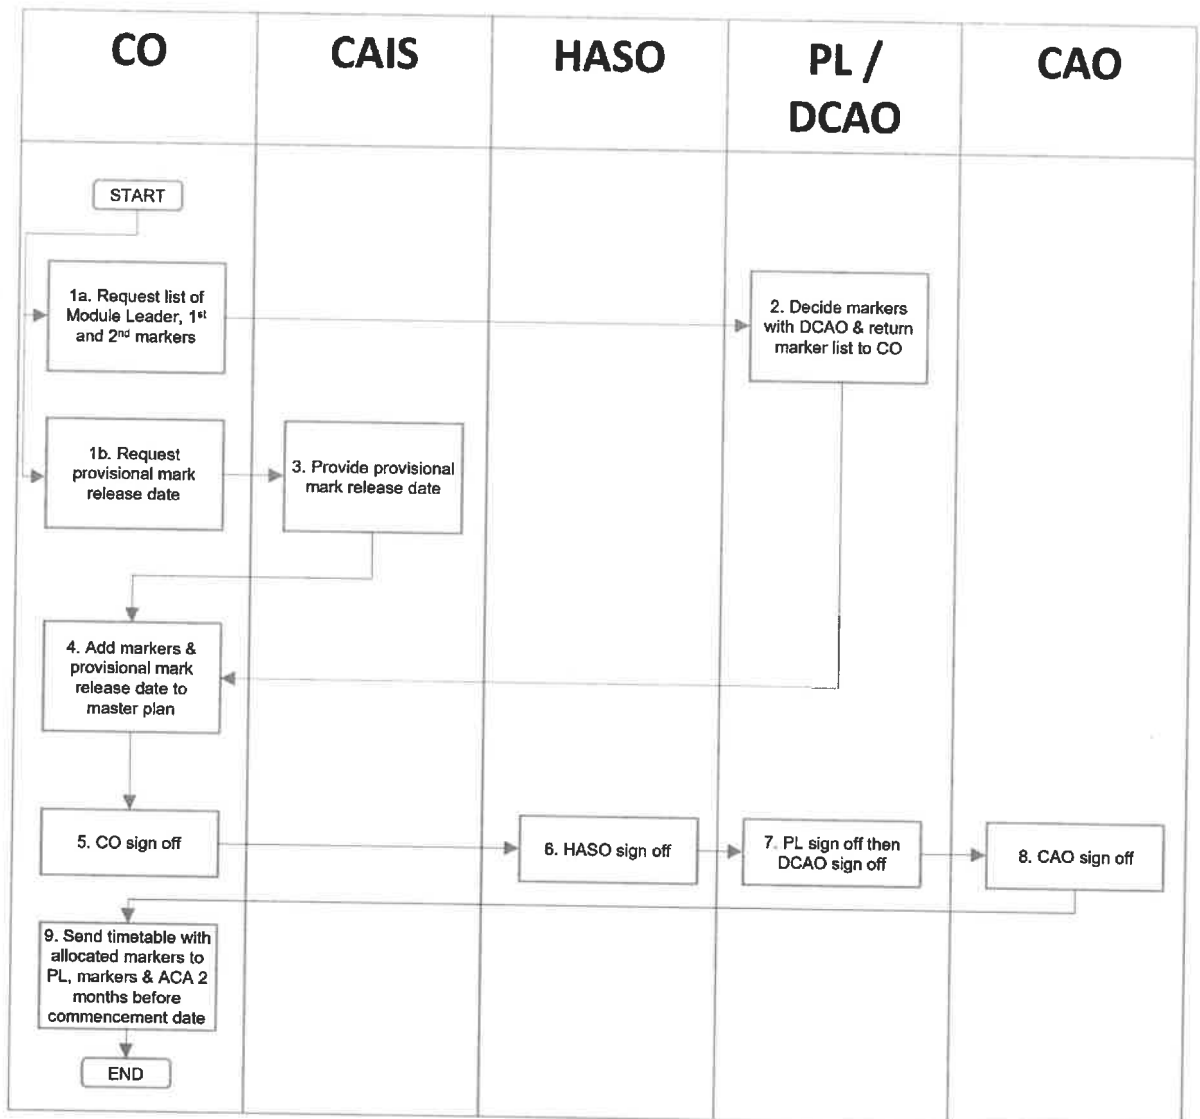 CO
CAIS
HASO
PL /
DCAO
CAO
START
1a. Request list of
Module Leader, 1st
and 2nd markers
2. Decide markers
with DCAO & return
marker list to CO
1b. Request
provisional mark
release date
3. Provide provisional
mark release date
4. Add markers &
provisional mark
release date to
master plan
5. CO sign off
6. HASO sign off
7. PL sign off then
DCAO sign off
8. CAO sign off
9. Send timetable with
allocated markers to
PL, markers & ACA 2
months before
commencement date
END